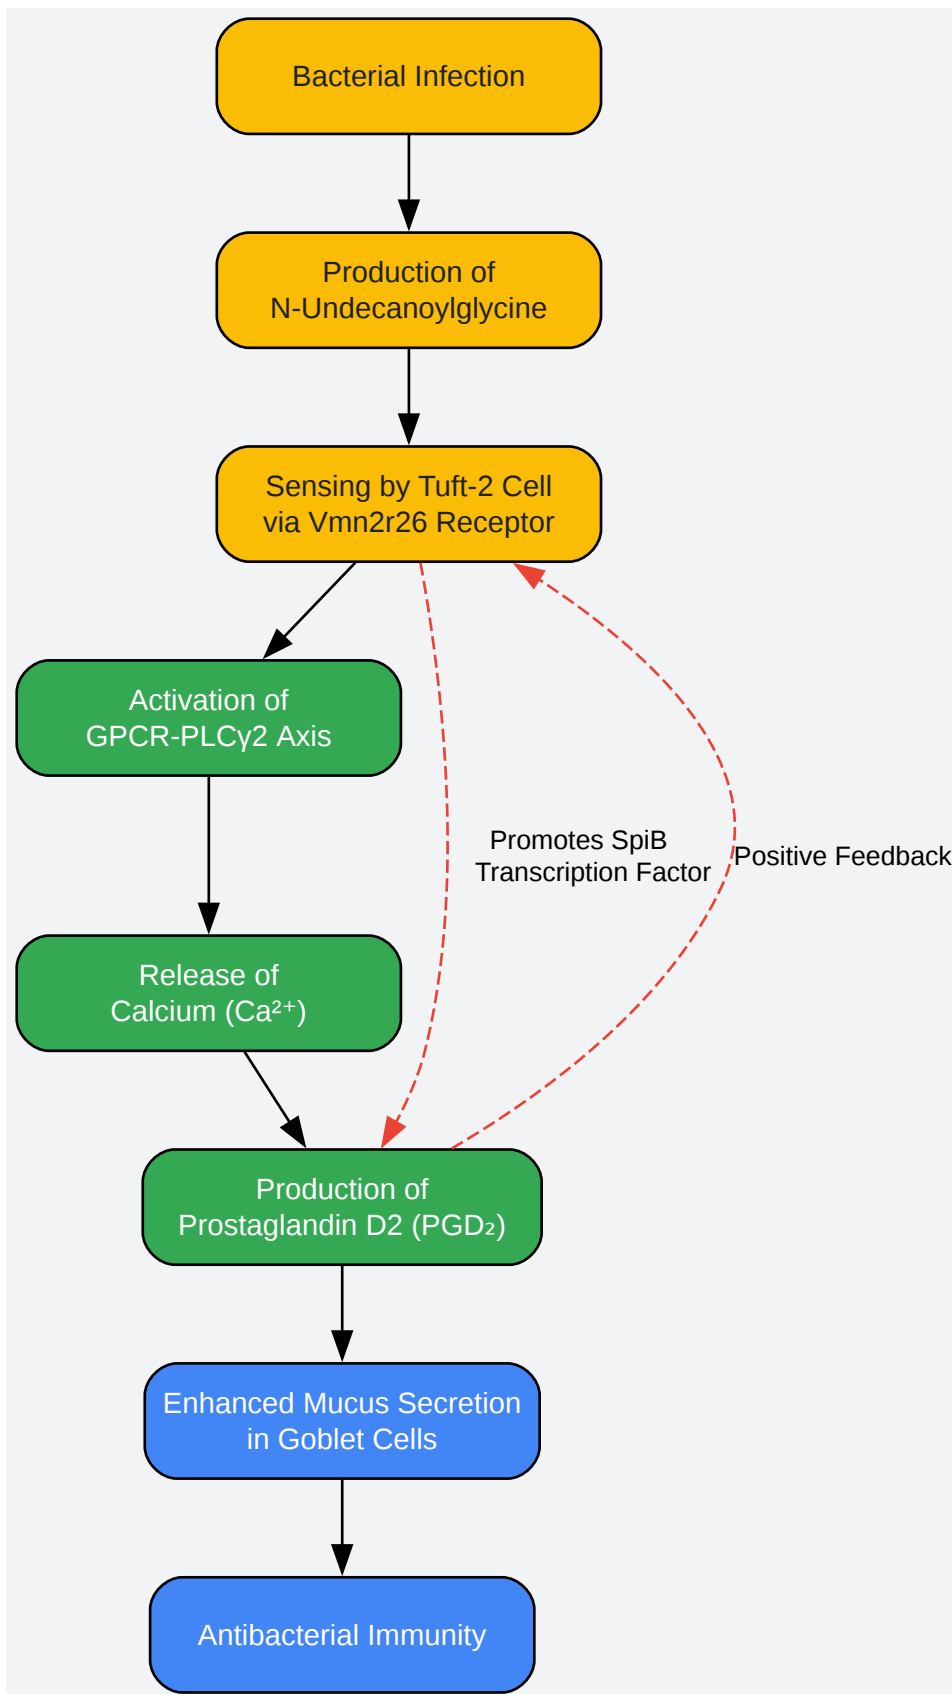 Bacterial Infection
Production of
N-Undecanoylglycine
Sensing by Tuft-2 Cell
via Vmn2r26 Receptor
Activation of
GPCR-PLCγ2 Axis
Promotes SpiB
Transcription Factor
Positive Feedback
Release of
Calcium (Ca²⁺)
Production of
Prostaglandin D2 (PGD₂)
Enhanced Mucus Secretion
in Goblet Cells
Antibacterial Immunity